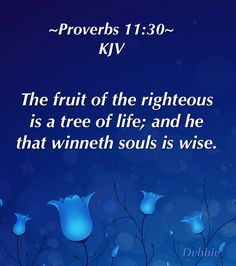 ~Proverbs 11:30~
KJV
The fruit of the righteous
is a tree of life; and he
that winneth souls is wise.
Debbie